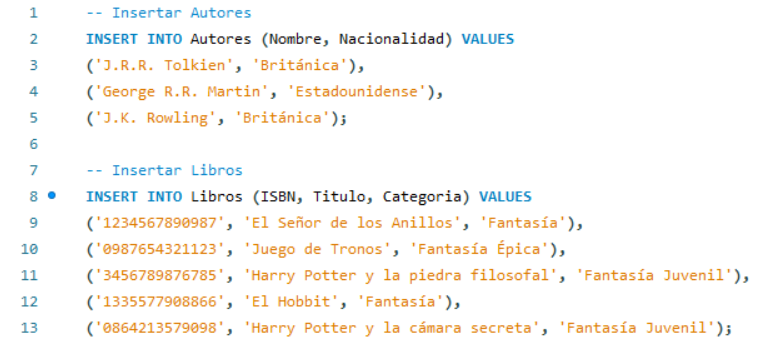 1 -- Insertar Autores
2 INSERT INTO Autores (Nombre, Nacionalidad) VALUES
3 ('J.R.R. Tolkien', 'Británica'),
4 ('George R.R. Martin', 'Estadounidense'),
5 ('J.K. Rowling', 'Británica');
6
7 -- Insertar Libros
8 INSERT INTO Libros (ISBN, Titulo, Categoria) VALUES
9 ('1234567890987', 'El Señor de los Anillos', 'Fantasía'),
10 ('0987654321123', 'Juego de Tronos', 'Fantasía Épica'),
11 ('3456789876785', 'Harry Potter y la piedra filosofal', 'Fantasía Juvenil'),
12 ('1335577908866', 'El Hobbit', 'Fantasía'),
13 ('0864213579098', 'Harry Potter y la cámara secreta', 'Fantasía Juvenil');